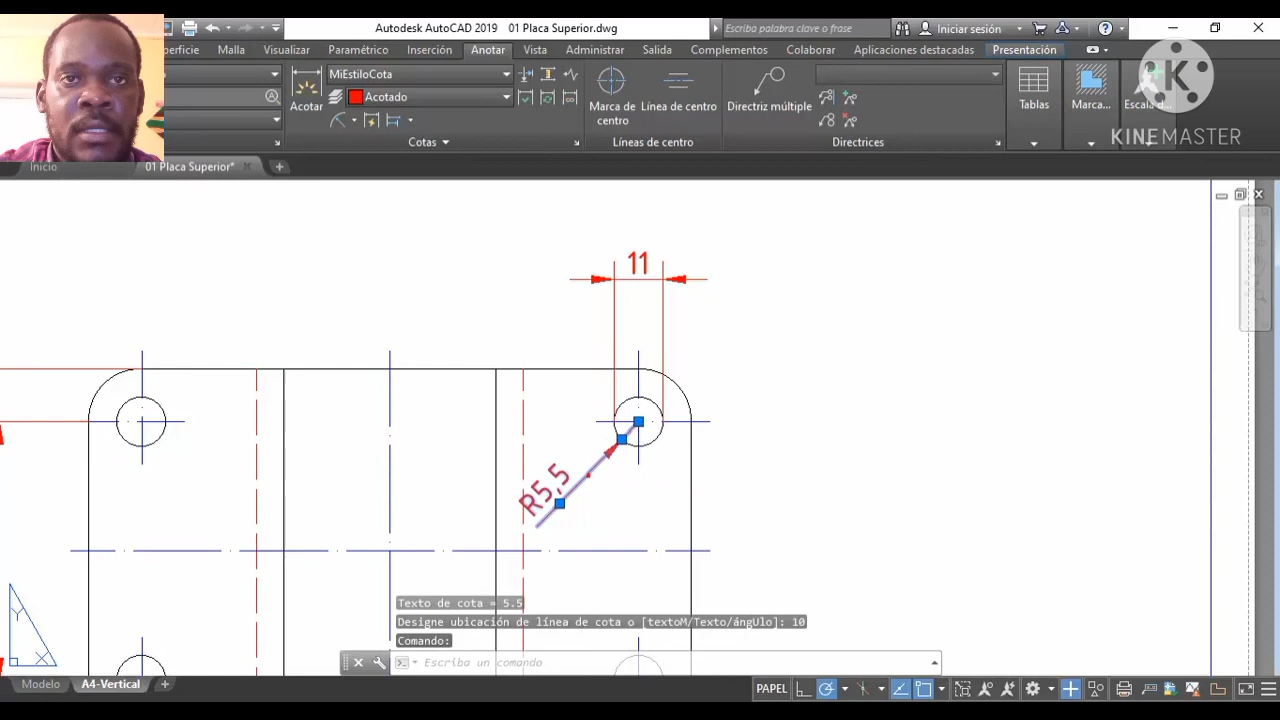 Autodesk AutoCAD 2019 01 Placa Superior.dwg
Escriba palabra clave o frase
Iniciar sesión
Malla Visualizar Paramétrico Inserción Anotar Vista Administrar Salida Complementos Colaborar Aplicaciones destacadas Presentación
MiEstiloCota
Acotado
Acotar
Marca de centro
Línea de centro
Directriz múltiple
Tablas
Marca...
Escala d...
K
KINEMASTER
Cotas
Líneas de centro
Directrices
Inicio
01 Placa Superior*
11
R5,5
Texto de cota = 5.5
Designe ubicación de línea de cota o [textoM/Texto/ángUlo]: 10
Comando:
Escriba un comando
Y
X
Modelo
A4-Vertical
PAPEL